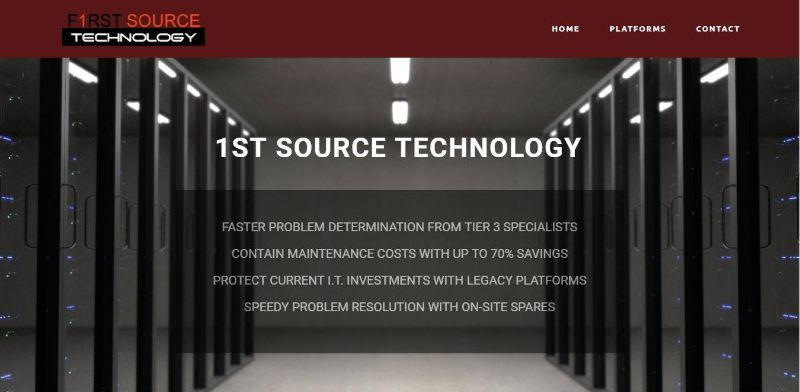 F1RST SOURCE
TECHNOLOGY
HOME PLATFORMS CONTACT
1ST SOURCE TECHNOLOGY
FASTER PROBLEM DETERMINATION FROM TIER 3 SPECIALISTS
CONTAIN MAINTENANCE COSTS WITH UP TO 70% SAVINGS
PROTECT CURRENT I.T. INVESTMENTS WITH LEGACY PLATFORMS
SPEEDY PROBLEM RESOLUTION WITH ON-SITE SPARES